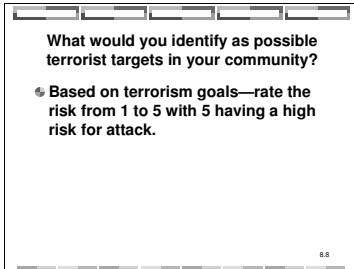 What would you identify as possible
terrorist targets in your community?
Based on terrorism goals—rate the
risk from 1 to 5 with 5 having a high
risk for attack.
8.8